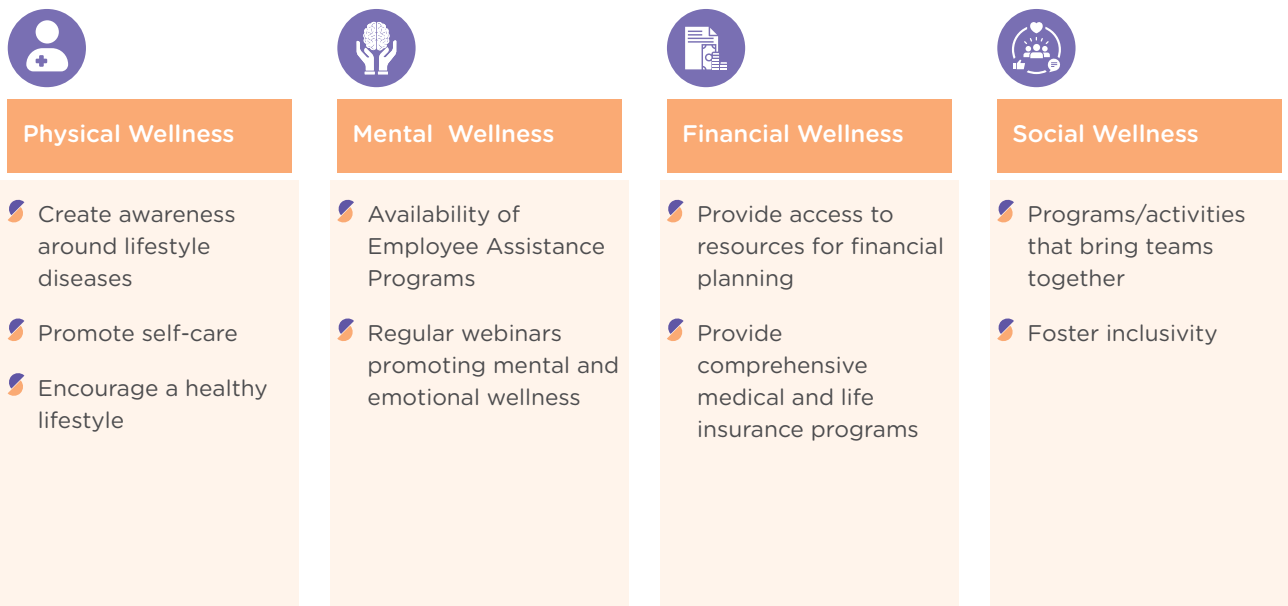 Physical Wellness
Create awareness
around lifestyle
diseases
Promote self-care
Encourage a healthy
lifestyle
Mental Wellness
Availability of
Employee Assistance
Programs
Regular webinars
promoting mental and
emotional wellness
Financial Wellness
Provide access to
resources for financial
planning
Provide
comprehensive
medical and life
insurance programs
Social Wellness
Programs/activities
that bring teams
together
Foster inclusivity